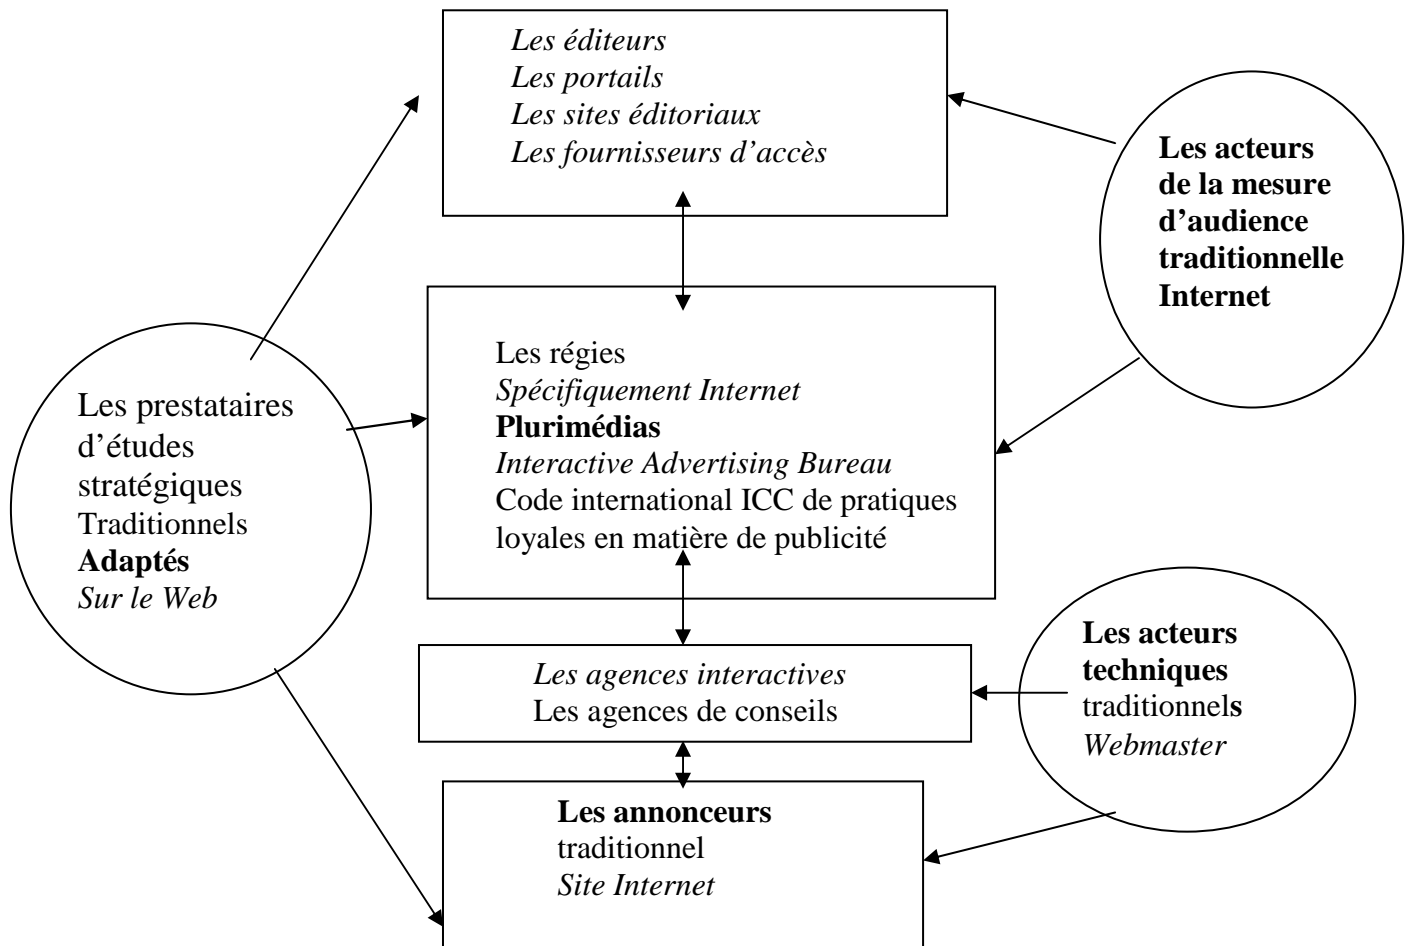 Les éditeurs
Les portails
Les sites éditoriaux
Les fournisseurs d’accès
Les acteurs
de la mesure
d’audience
traditionnelle
Internet
Les prestataires
d’études
stratégiques
Traditionnels
Adaptés
Sur le Web
Les régies
Spécifiquement Internet
Plurimédias
Interactive Advertising Bureau
Code international ICC de pratiques
loyales en matière de publicité
Les agences interactives
Les agences de conseils
Les acteurs
techniques
traditionnels
Webmaster
Les annonceurs
traditionnel
Site Internet